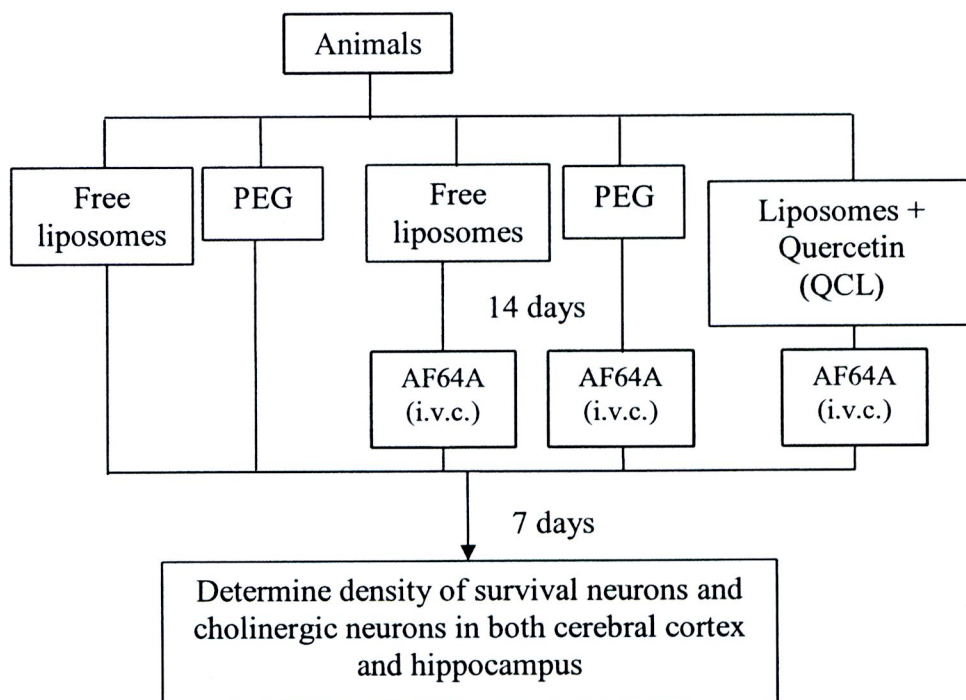 Animals
Free
liposomes
PEG
Free
liposomes
PEG
Liposomes +
Quercetin
(QCL)
14 days
AF64A
(i.v.c.)
AF64A
(i.v.c.)
AF64A
(i.v.c.)
7 days
Determine density of survival neurons and
cholinergic neurons in both cerebral cortex
and hippocampus